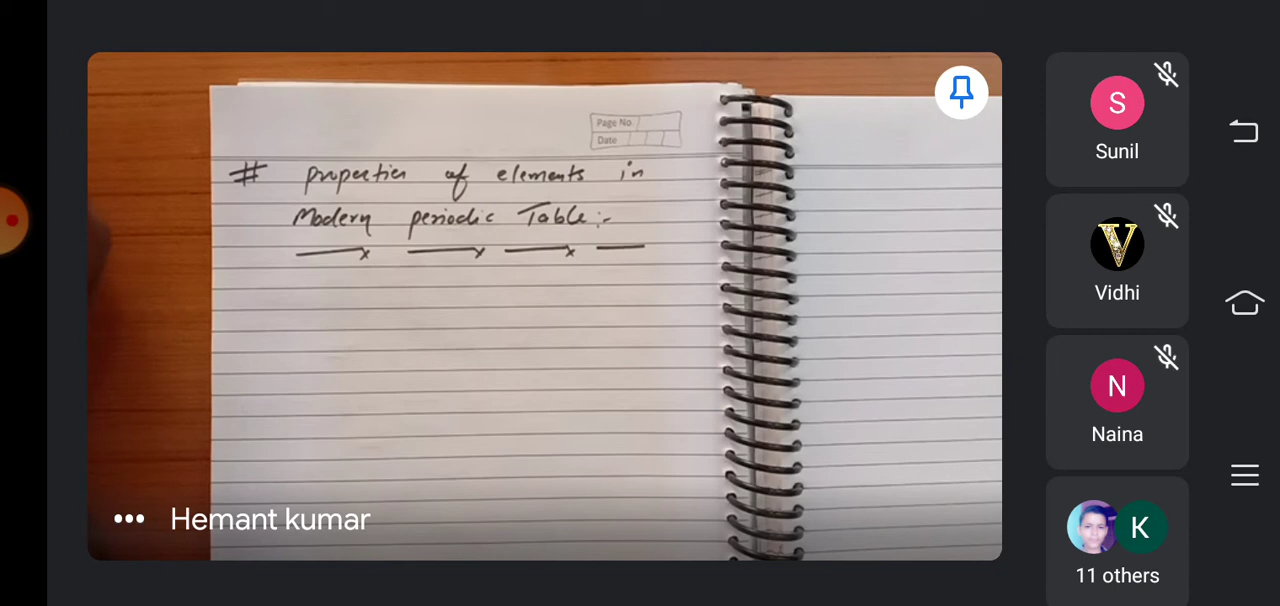 Page No
Date
# properties of elements in
Modern periodic Table:-
Hemant kumar
S
Sunil
V
Vidhi
N
Naina
K
11 others